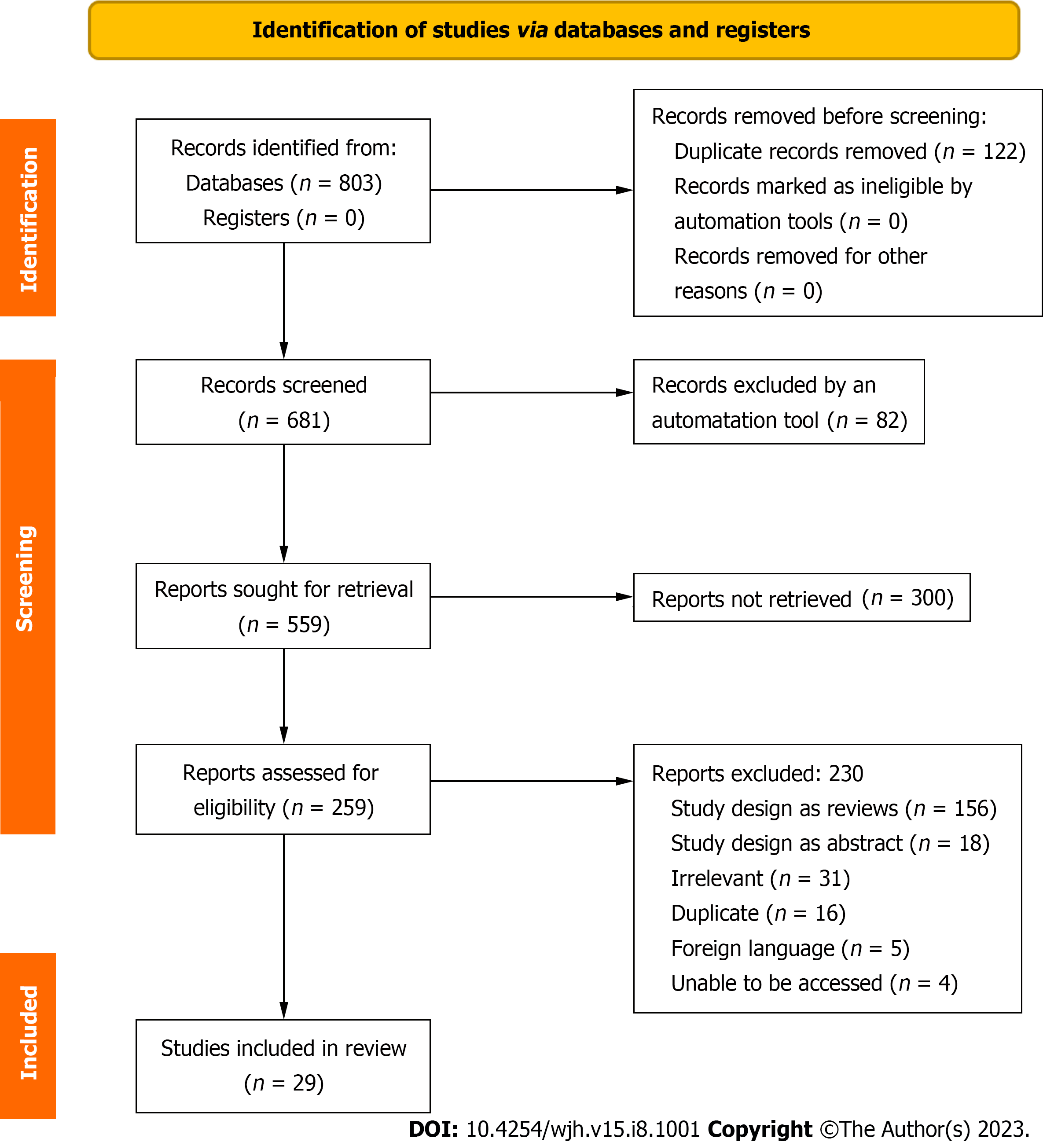 Identification of studies via databases and registers
Identification
Records identified from:
Databases (n = 803)
Registers (n = 0)
Records removed before screening:
Duplicate records removed (n = 122)
Records marked as ineligible by
automation tools (n = 0)
Records removed for other
reasons (n = 0)
Screening
Records screened
(n = 681)
Records excluded by an
automatation tool (n = 82)
Reports sought for retrieval
(n = 559)
Reports not retrieved (n = 300)
Reports assessed for
eligibility (n = 259)
Reports excluded: 230
Study design as reviews (n = 156)
Study design as abstract (n = 18)
Irrelevant (n = 31)
Duplicate (n = 16)
Foreign language (n = 5)
Unable to be accessed (n = 4)
Included
Studies included in review
(n = 29)
DOI: 10.4254/wjh.v15.i8.1001 Copyright ©The Author(s) 2023.